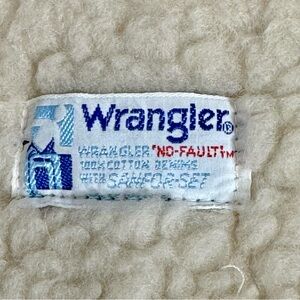 Wrangler®
WRANGLER "NO-FAULT"™
100% COTTON DENIMS
WITH SANFOR-SET